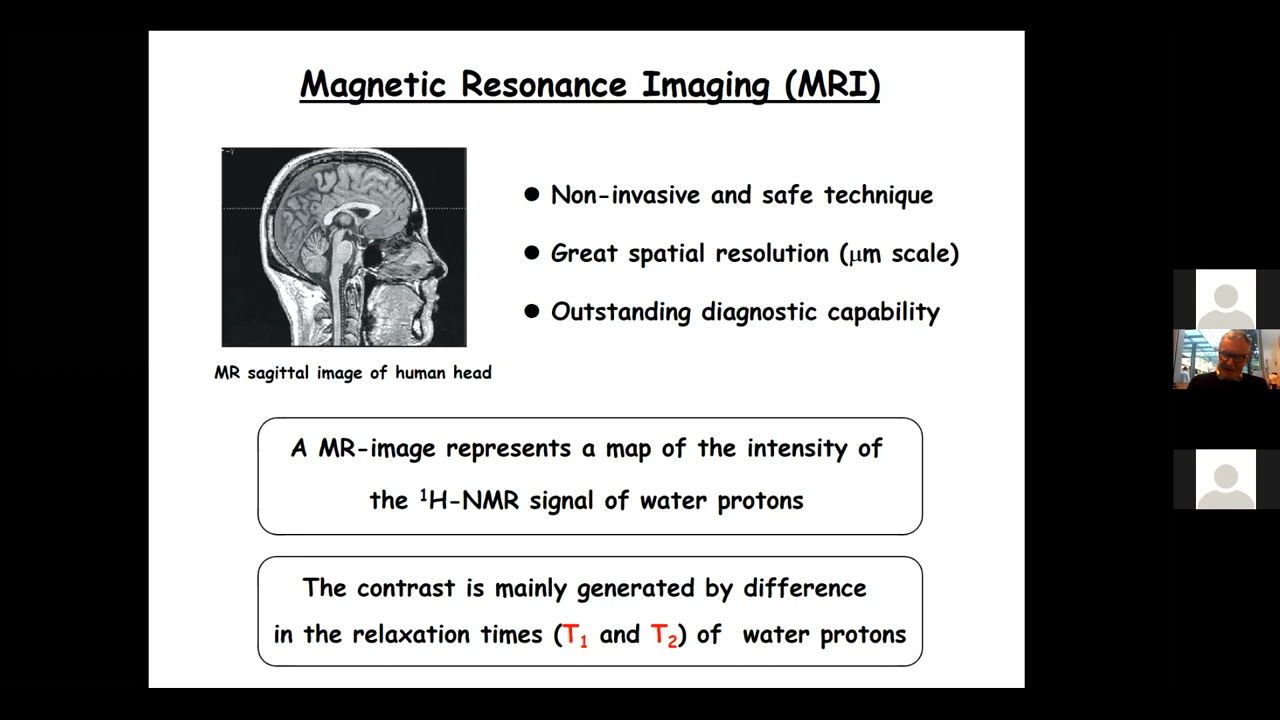 Magnetic Resonance Imaging (MRI)
Non-invasive and safe technique
Great spatial resolution (μm scale)
Outstanding diagnostic capability
MR sagittal image of human head
A MR-image represents a map of the intensity of
the ¹H-NMR signal of water protons
The contrast is mainly generated by difference
in the relaxation times (T₁ and T₂) of water protons